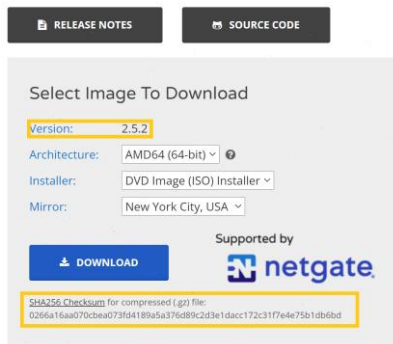 RELEASE NOTES
SOURCE CODE
Select Image To Download
Version: 2.5.2
Architecture: AMD64 (64-bit)
Installer: DVD Image (ISO) Installer
Mirror: New York City, USA
Supported by
DOWNLOAD
netgate
SHA256 Checksum for compressed (.gz) file:
0266a16aa070cbea073fd4189a5a376d89c2d3e1dacc172c31f7e4e75b1db6bd